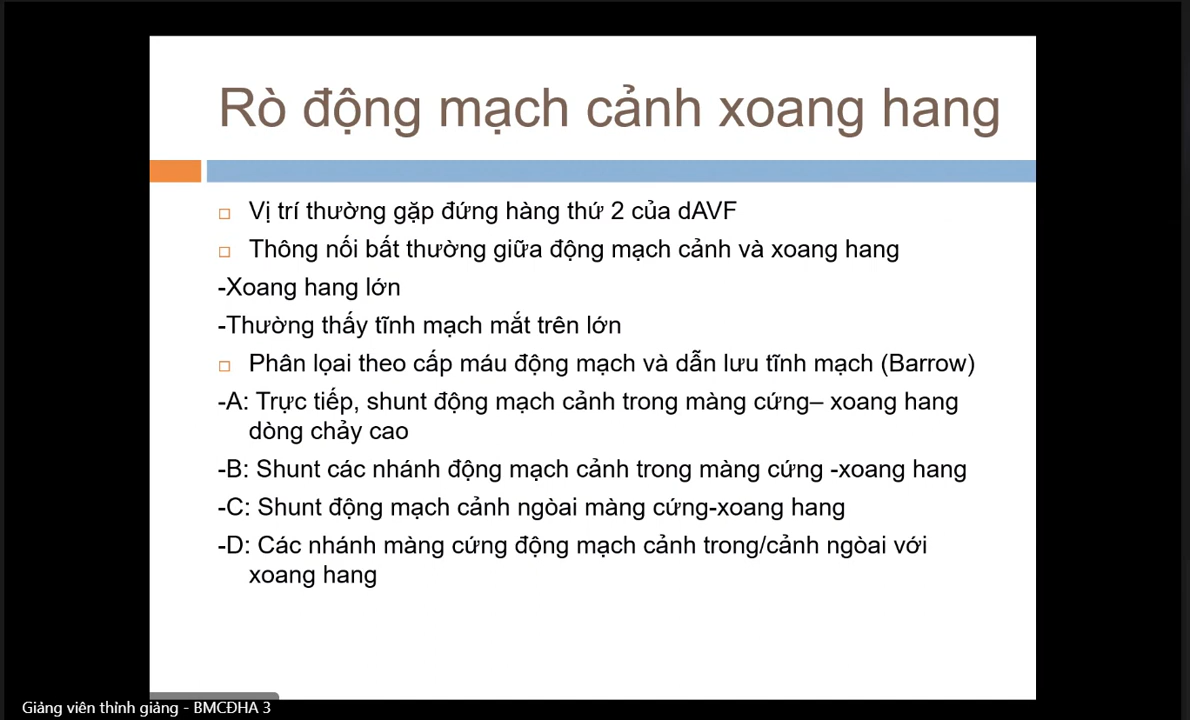 Rò động mạch cảnh xoang hang
Vị trí thường gặp đứng hàng thứ 2 của dAVF
Thông nối bất thường giữa động mạch cảnh và xoang hang
-Xoang hang lớn
-Thường thấy tĩnh mạch mắt trên lớn
Phân lọai theo cấp máu động mạch và dẫn lưu tĩnh mạch (Barrow)
-A: Trực tiếp, shunt động mạch cảnh trong màng cứng– xoang hang
dòng chảy cao
-B: Shunt các nhánh động mạch cảnh trong màng cứng -xoang hang
-C: Shunt động mạch cảnh ngòai màng cứng-xoang hang
-D: Các nhánh màng cứng động mạch cảnh trong/cảnh ngòai với
xoang hang
Giảng viên thỉnh giảng - BMCĐHA 3